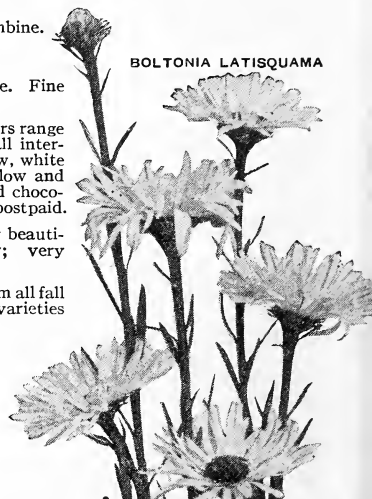 nbine.
BOLTONIA LATISQUAMA
e. Fine
rs range
ll inter-
w, white
low and
d choco-
postpaid.
beauti-
; very
m all fall
varieties